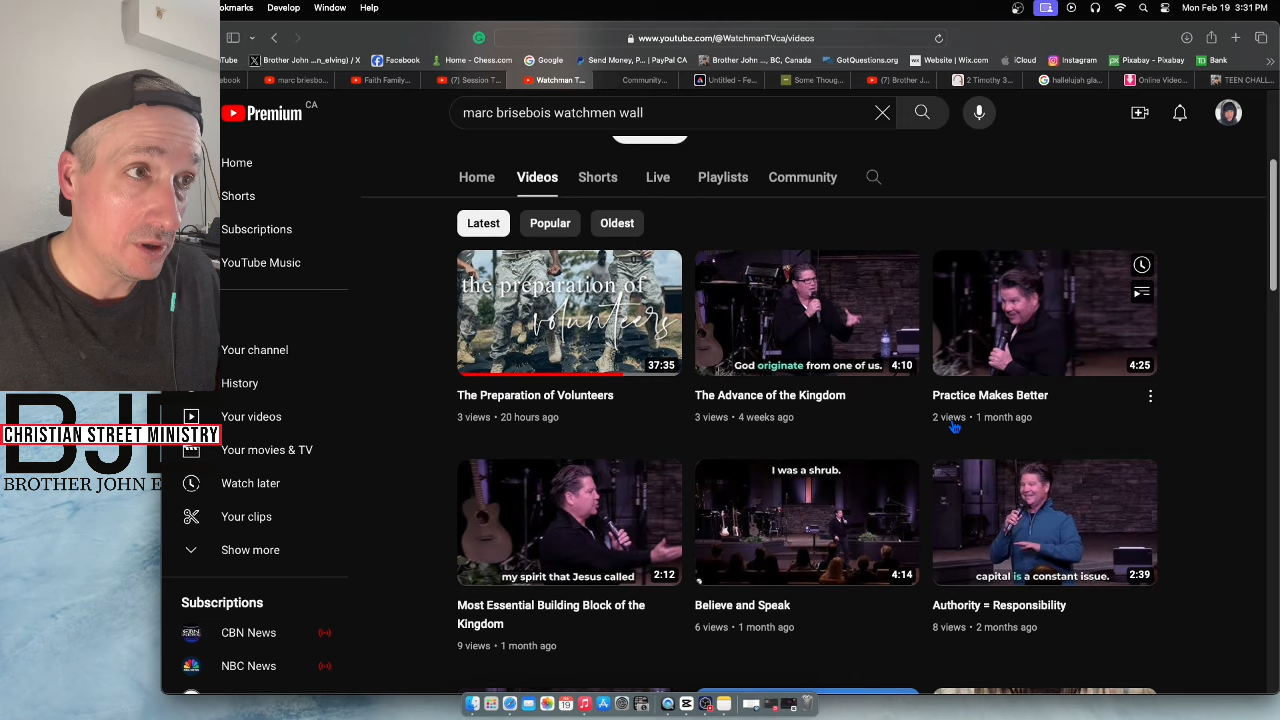 okmarks Develop Window Help Mon Feb 19 3:31 PM
www.youtube.com/@WatchmanTVca/videos
Tube Brother John E... (n_elving) / X Facebook Home - Chess.com Google Send Money, P... | PayPal CA Brother John ..., BC, Canada GotQuestions.org Website | Wix.com iCloud Instagram Pixabay - Pixabay TD Bank
ebook marc briesboi... Faith Family... (7) Session T... Watchman T... Community... Untitled - Fe... Some Thoug... (7) Brother J... 2 Timothy 3... hallelujah gla... Online Video... TEEN CHALL...
Premium CA
marc brisebois watchmen wall
Home
Shorts
Subscriptions
YouTube Music
Your channel
History
Your videos
Your movies & TV
Watch later
Your clips
Show more
Subscriptions
CBN News
NBC News
Home Videos Shorts Live Playlists Community
Latest Popular Oldest
the preparation of
volunteers
37:35
The Preparation of Volunteers
3 views • 20 hours ago
God originate from one of us.
4:10
The Advance of the Kingdom
3 views • 4 weeks ago
4:25
Practice Makes Better
2 views • 1 month ago
my spirit that Jesus called
2:12
Most Essential Building Block of the
Kingdom
9 views • 1 month ago
I was a shrub.
4:14
Believe and Speak
6 views • 1 month ago
capital is a constant issue.
2:39
Authority = Responsibility
8 views • 2 months ago
BJE
CHRISTIAN STREET MINISTRY
BROTHER JOHN E